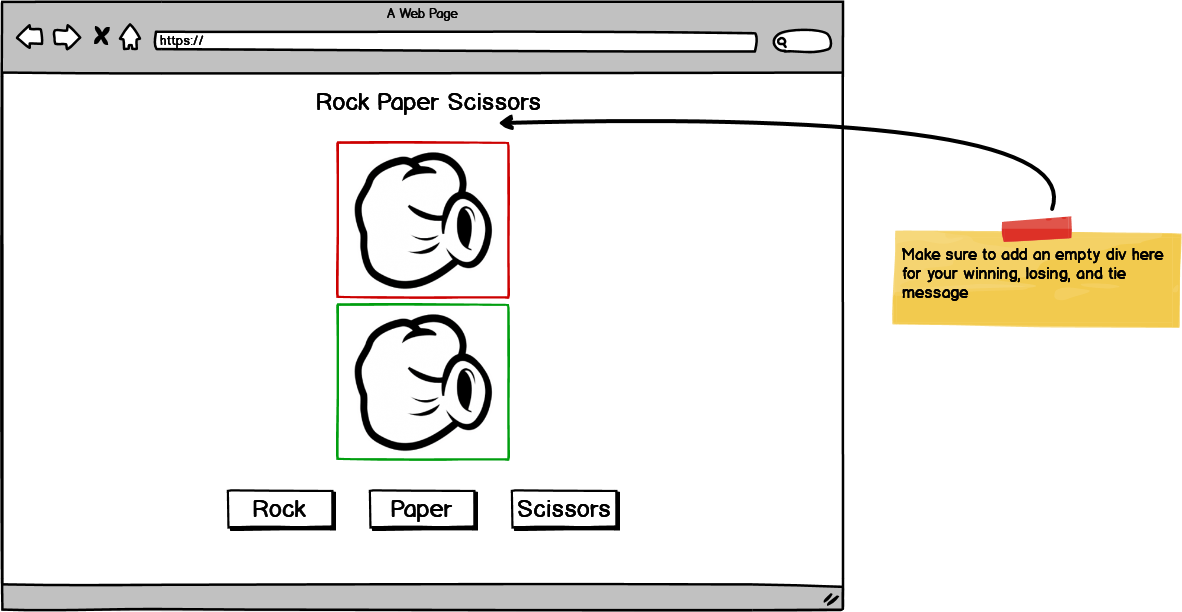 A Web Page
https://
Rock Paper Scissors
Make sure to add an empty div here
for your winning, losing, and tie
message
Rock
Paper
Scissors